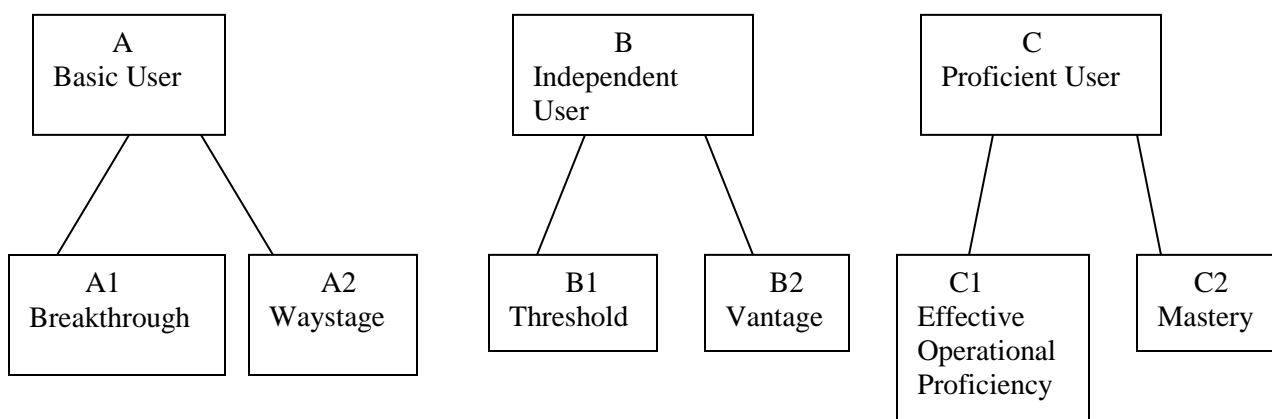 A
Basic User
B
Independent
User
C
Proficient User
A1
Breakthrough
A2
Waystage
B1
Threshold
B2
Vantage
C1
Effective
Operational
Proficiency
C2
Mastery